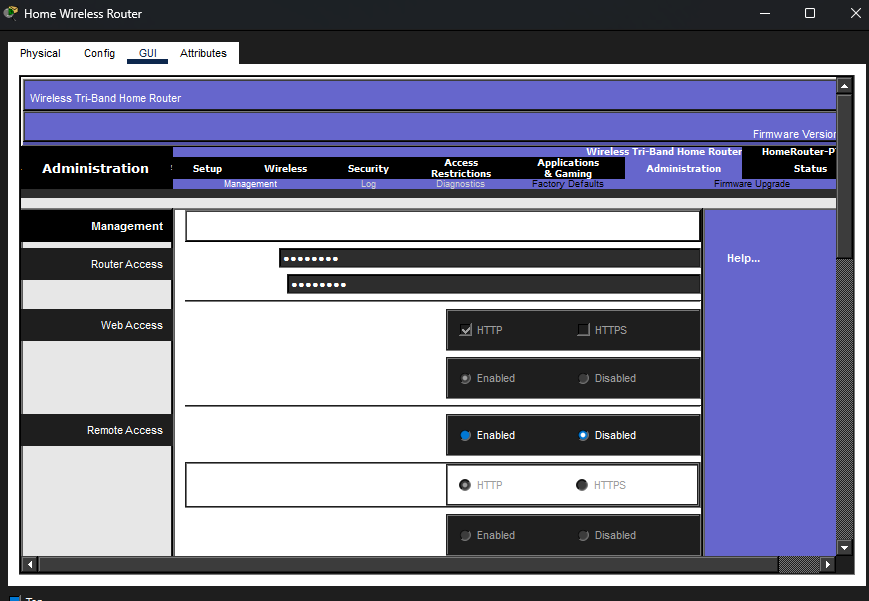 Home Wireless Router
Physical Config GUI Attributes
Wireless Tri-Band Home Router
Firmware Version
Wireless Tri-Band Home Router HomeRouter-P
Administration
Setup Wireless Security Access Restrictions Applications & Gaming Administration Status
Management Log Diagnostics Factory Defaults Firmware Upgrade
Management
Help...
Router Access
••••••••
••••••••
Web Access
HTTP HTTPS
Enabled Disabled
Remote Access
Enabled Disabled
HTTP HTTPS
Enabled Disabled
Top